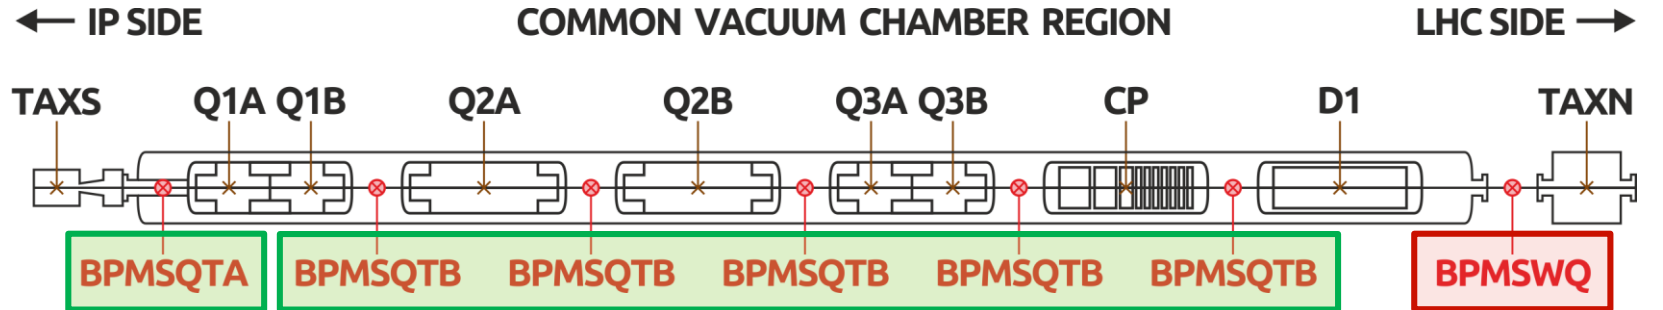 ← IP SIDE COMMON VACUUM CHAMBER REGION LHC SIDE →
TAXS Q1A Q1B Q2A Q2B Q3A Q3B CP D1 TAXN
BPMSQTA BPMSQTB BPMSQTB BPMSQTB BPMSQTB BPMSQTB BPMSWQ